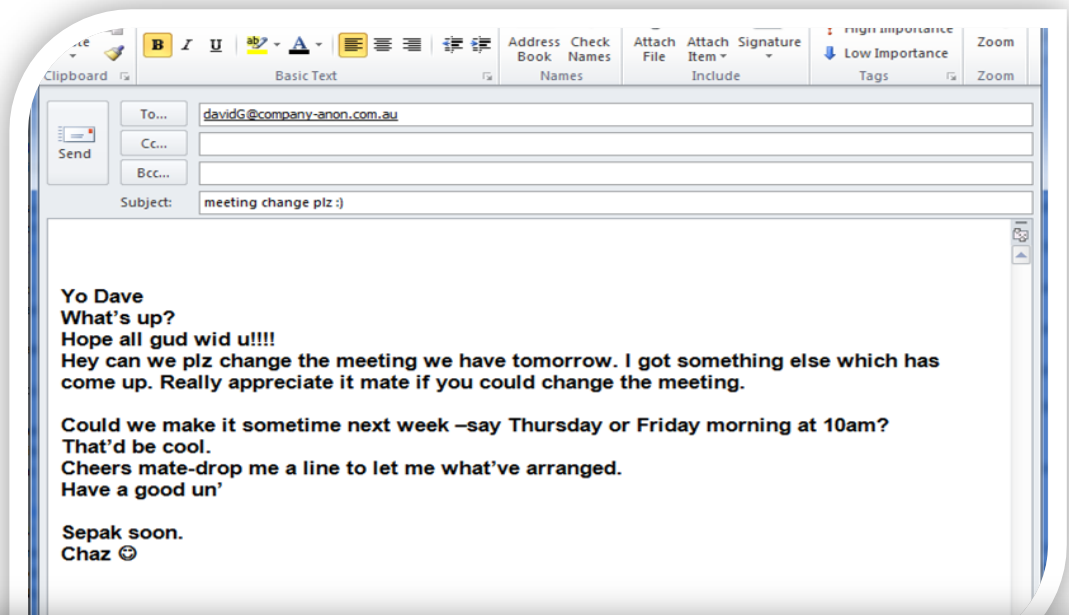 High Importance
B I U ab A Address Check Attach Attach Signature Low Importance Zoom
Book Names File Item
Clipboard Basic Text Names Include Tags Zoom
To... davidG@company-anon.com.au
Send Cc...
Bcc...
Subject: meeting change plz :)
Yo Dave
What's up?
Hope all gud wid u!!!!
Hey can we plz change the meeting we have tomorrow. I got something else which has
come up. Really appreciate it mate if you could change the meeting.
Could we make it sometime next week –say Thursday or Friday morning at 10am?
That'd be cool.
Cheers mate-drop me a line to let me what've arranged.
Have a good un'
Sepak soon.
Chaz ☺